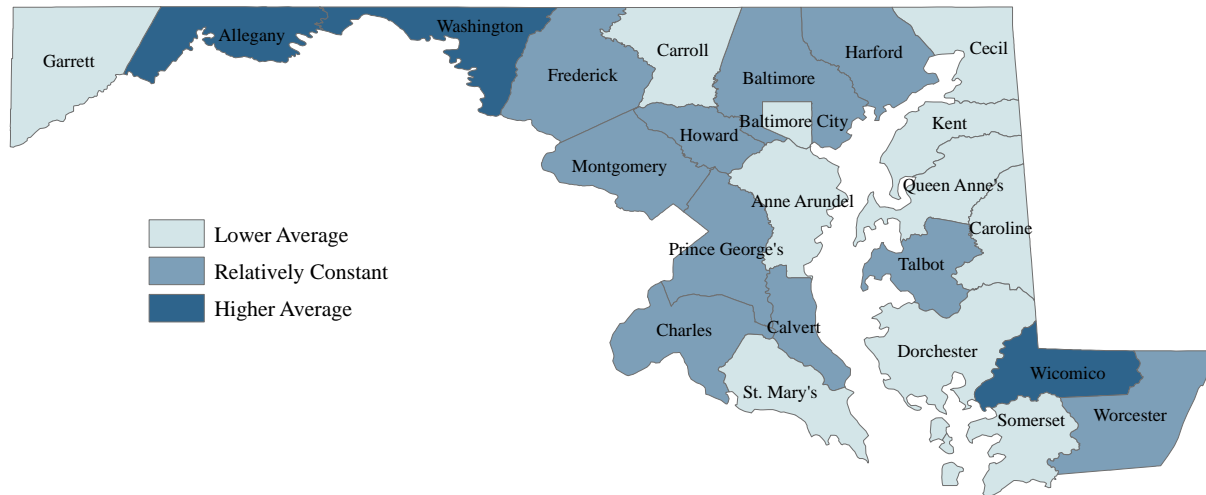 Washington
Allegany
Carroll
Harford
Cecil
Garrett
Frederick
Baltimore
Baltimore City
Kent
Howard
Montgomery
Queen Anne's
Anne Arundel
Caroline
Lower Average
Prince George's
Talbot
Relatively Constant
Higher Average
Charles
Calvert
Dorchester
Wicomico
St. Mary's
Somerset
Worcester